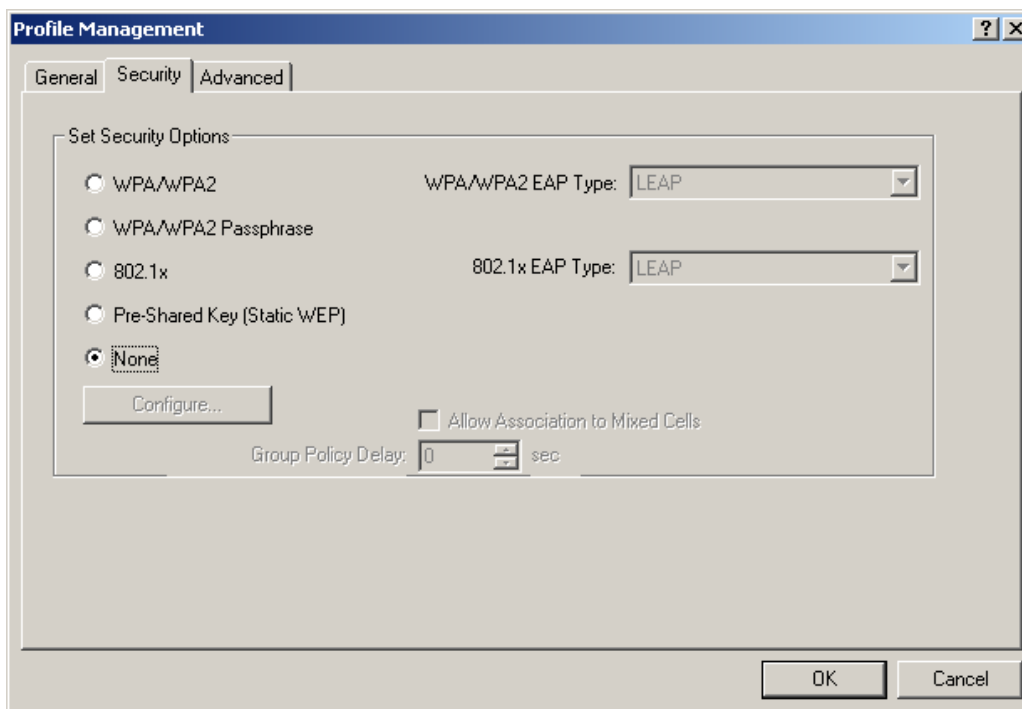 Profile Management
General Security Advanced
Set Security Options
WPA/WPA2 WPA/WPA2 EAP Type: LEAP
WPA/WPA2 Passphrase
802.1x 802.1x EAP Type: LEAP
Pre-Shared Key (Static WEP)
None
Configure...
Allow Association to Mixed Cells
Group Policy Delay: 0 sec
OK Cancel